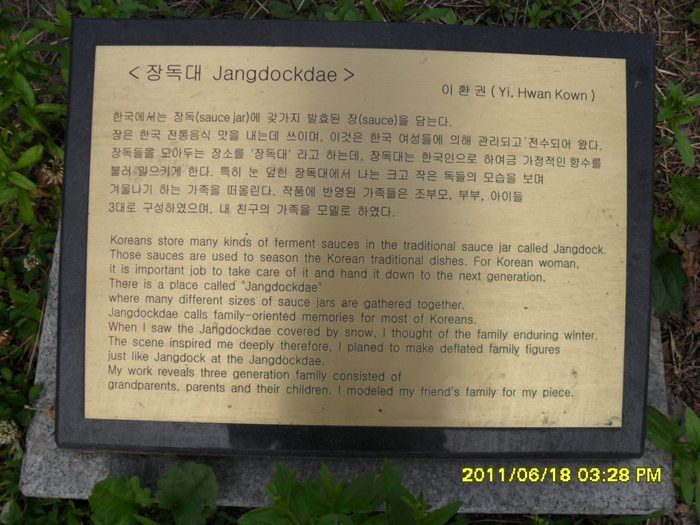 < 장독대 Jangdockdae >
이 환 권 ( Yi, Hwan Kown )
한국에서는 장독(sauce jar)에 갖가지 발효된 장(sauce)을 담는다.
장은 한국 전통음식 맛을 내는데 쓰이며, 이것은 한국 여성들에 의해 관리되고 전수되어 왔다.
장독들을 모아두는 장소를 '장독대' 라고 하는데, 장독대는 한국인으로 하여금 가정적인 향수를
불러 일으키게 한다. 특히 눈 덮힌 장독대에서 나는 크고 작은 독들의 모습을 보며
겨울나기 하는 가족을 떠올린다. 작품에 반영된 가족들은 조부모, 부부, 아이들
3대로 구성하였으며, 내 친구의 가족을 모델로 하였다.
Koreans store many kinds of ferment sauces in the traditional sauce jar called Jangdock.
Those sauces are used to season the Korean traditional dishes. For Korean woman,
it is important job to take care of it and hand it down to the next generation.
There is a place called "Jangdockdae"
where many different sizes of sauce jars are gathered together.
Jangdockdae calls family-oriented memories for most of Koreans.
When I saw the Jangdockdae covered by snow, I thought of the family enduring winter.
The scene inspired me deeply therefore, I planed to make deflated family figures
just like Jangdock at the Jangdockdae.
My work reveals three generation family consisted of
grandparents, parents and their children. I modeled my friend's family for my piece.
2011/06/18 03:28 PM